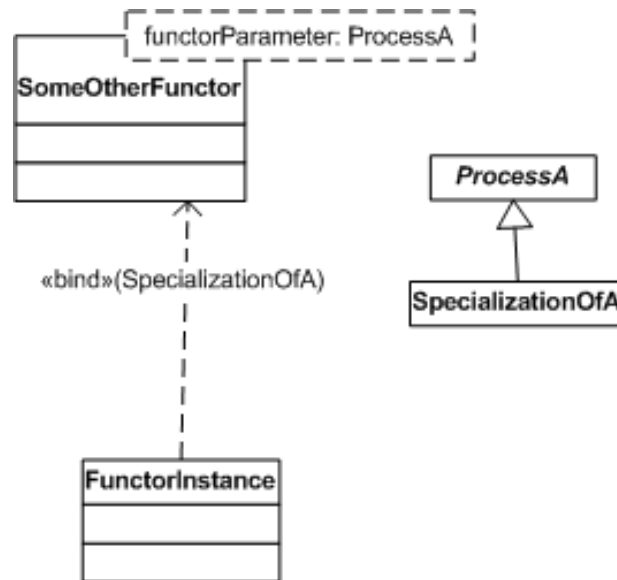 functorParameter: ProcessA
SomeOtherFunctor
ProcessA
«bind»(SpecializationOfA)
SpecializationOfA
FunctorInstance